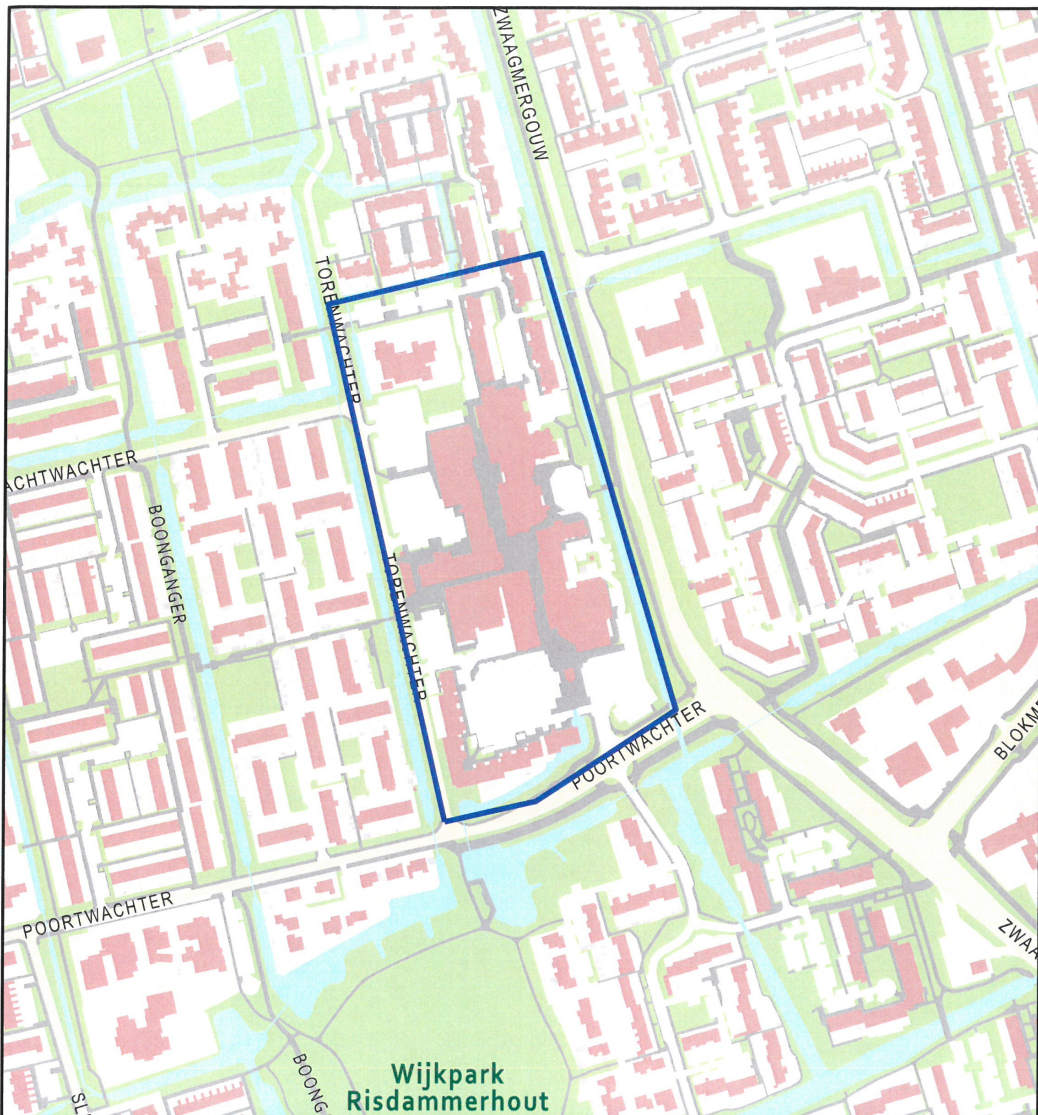 ZWAAGMERGOUW
TORENWACHTER
ACHTWACHTER
BOONGANGER
TORENWACHTER
POORTWACHTER
BLOKM
POORTWACHTER
ZWAA
BOONG
Wijkpark
Risdammerhout